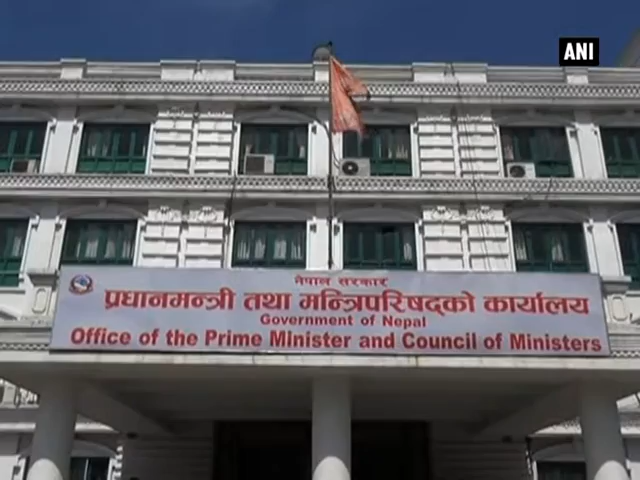 ANI
नेपाल सरकार
प्रधानमन्त्री तथा मन्त्रिपरिषद्को कार्यालय
Government of Nepal
Office of the Prime Minister and Council of Ministers